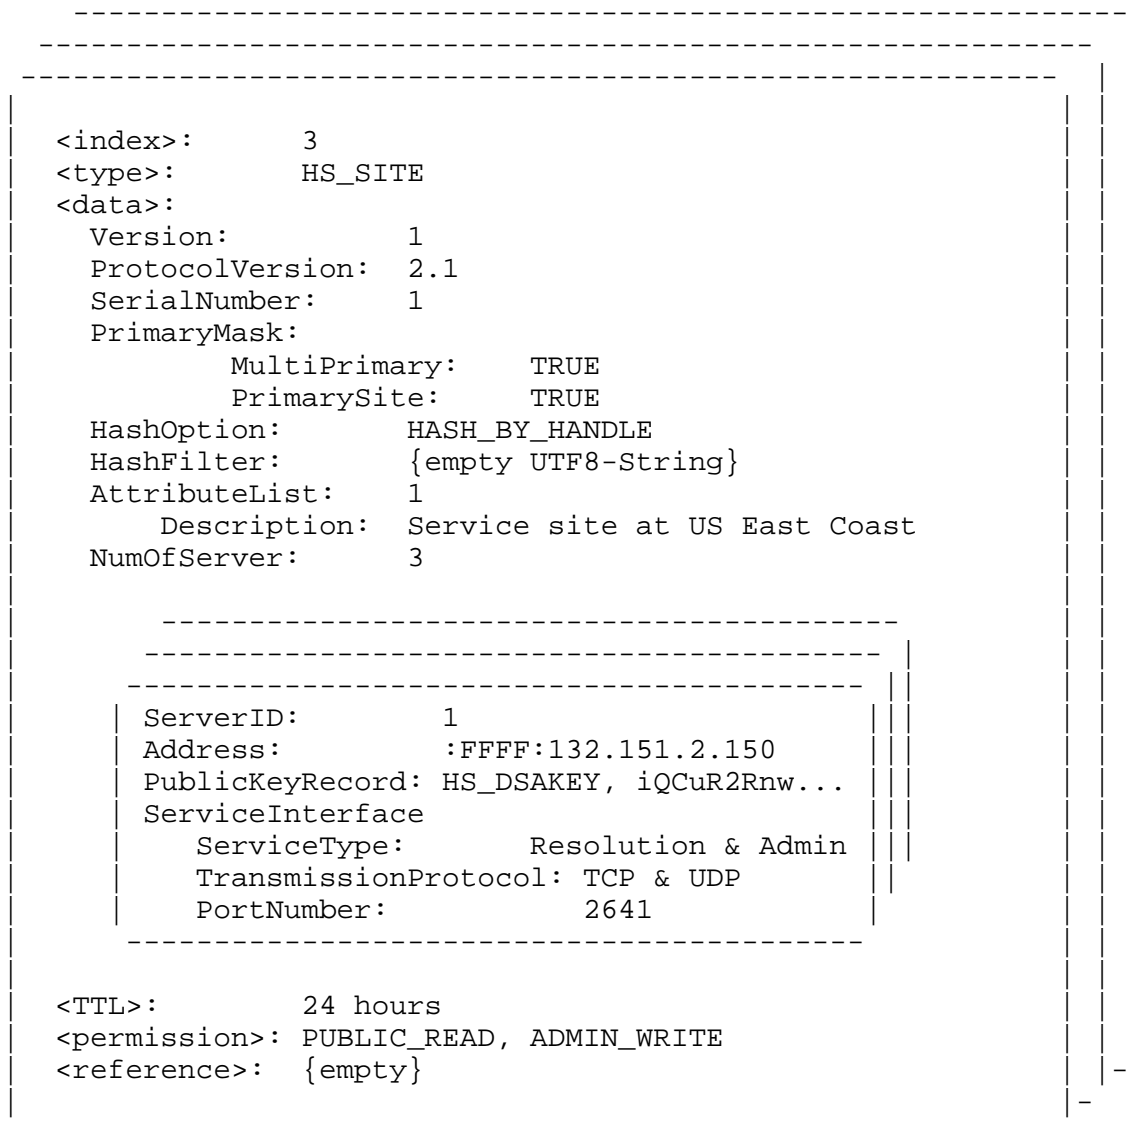 <index>: 3
<type>: HS_SITE
<data>:
Version: 1
ProtocolVersion: 2.1
SerialNumber: 1
PrimaryMask:
MultiPrimary: TRUE
PrimarySite: TRUE
HashOption: HASH_BY_HANDLE
HashFilter: {empty UTF8-String}
AttributeList: 1
Description: Service site at US East Coast
NumOfServer: 3
ServerID: 1
Address: :FFFF:132.151.2.150
PublicKeyRecord: HS_DSAKEY, iQCuR2Rnw...
ServiceInterface
ServiceType: Resolution & Admin
TransmissionProtocol: TCP & UDP
PortNumber: 2641
<TTL>: 24 hours
<permission>: PUBLIC_READ, ADMIN_WRITE
<reference>: {empty}